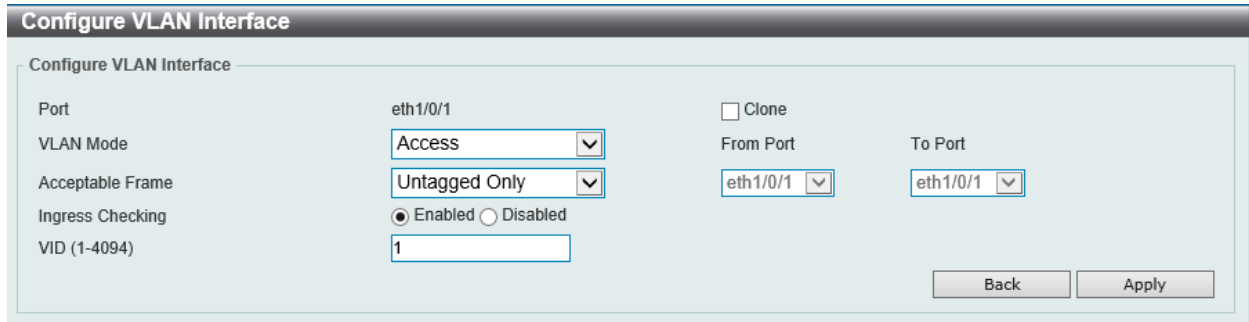 Configure VLAN Interface
Configure VLAN Interface
Port eth1/0/1 Clone
VLAN Mode Access From Port To Port
Acceptable Frame Untagged Only eth1/0/1 eth1/0/1
Ingress Checking Enabled Disabled
VID (1-4094) 1
Back Apply